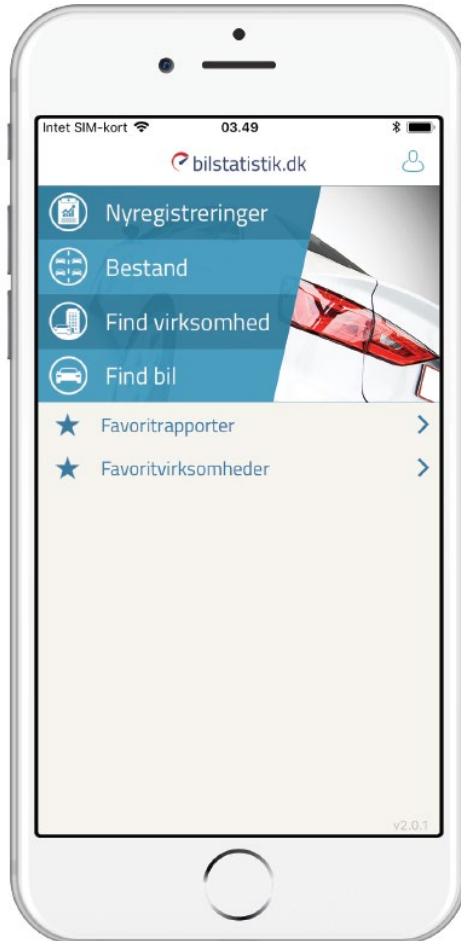 Intet SIM-kort 03.49
bilstatistik.dk
Nyregistreringer
Bestand
Find virksomhed
Find bil
Favoritrapporter
Favoritvirksomheder
v2.0.1